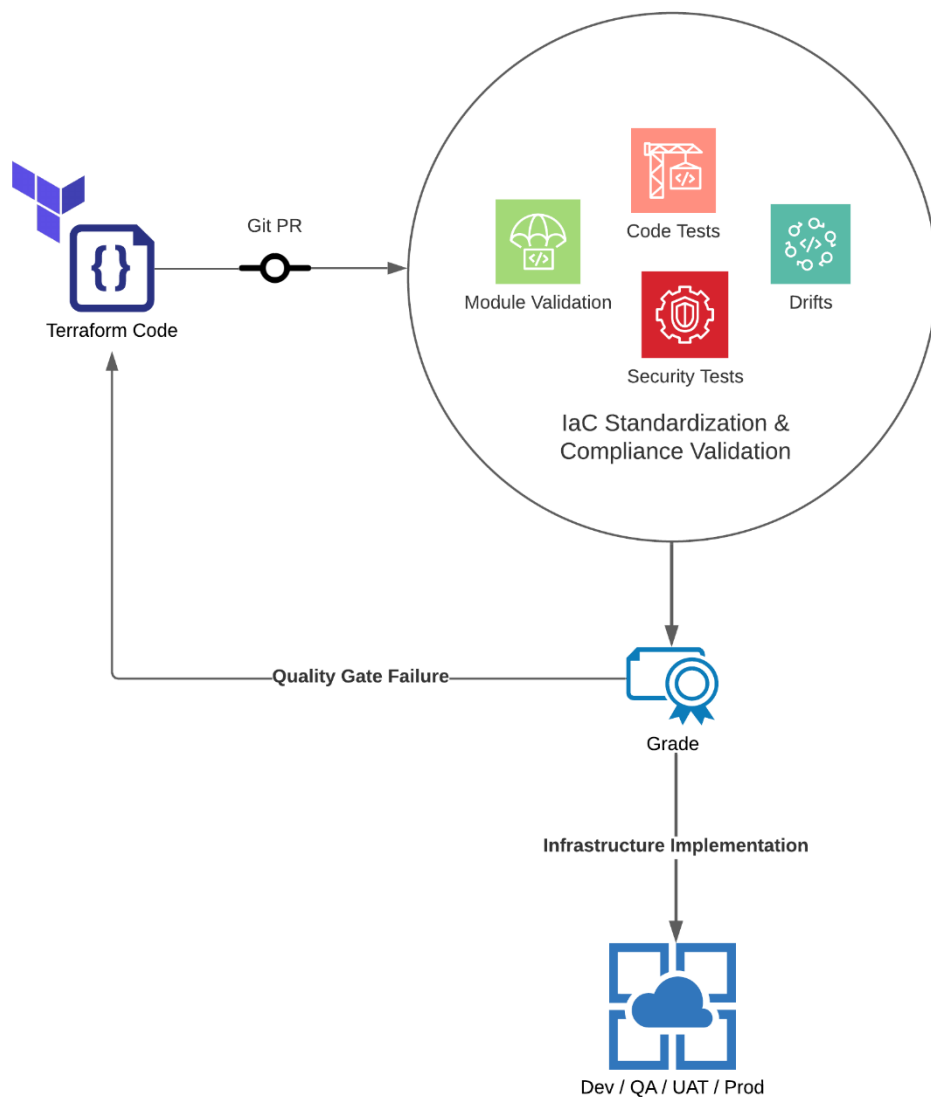 Git PR
Terraform Code
Code Tests
Module Validation
Drifts
Security Tests
IaC Standardization &
Compliance Validation
Quality Gate Failure
Grade
Infrastructure Implementation
Dev / QA / UAT / Prod